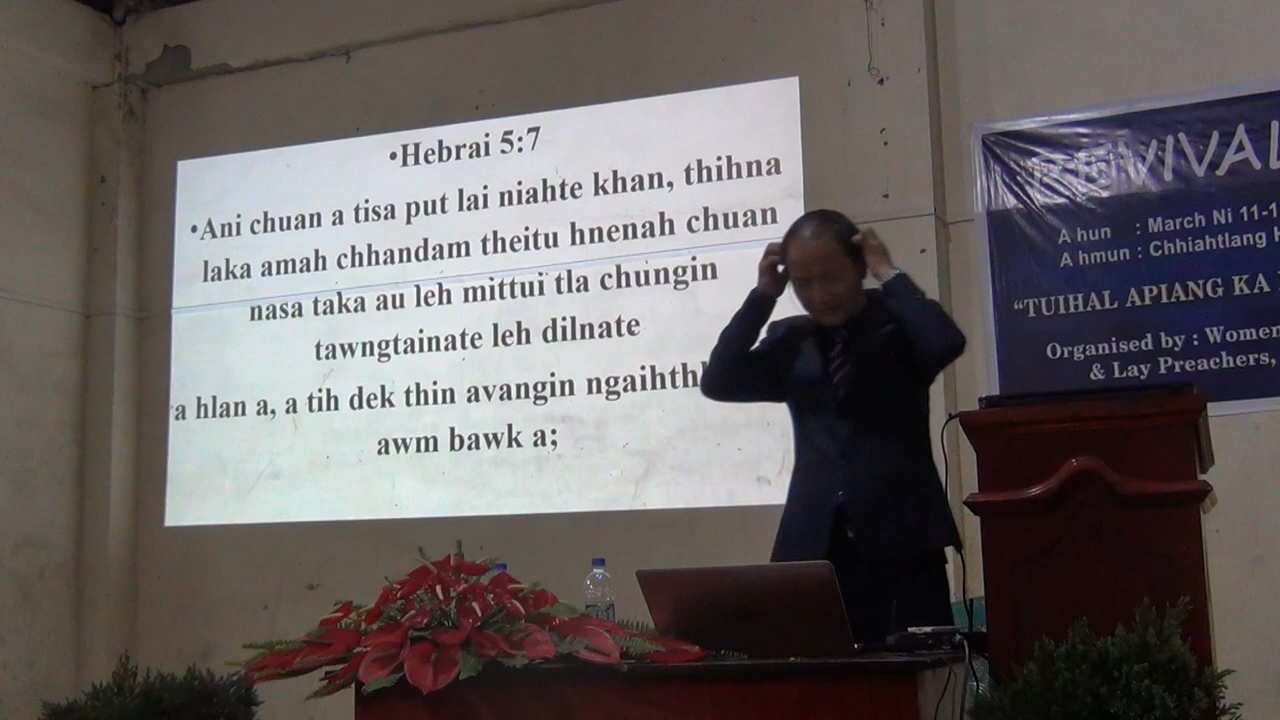 •Hebrai 5:7
•Ani chuan a tisa put lai niahte khan, thihna
laka amah chhandam theitu hnenah chuan
nasa taka au leh mittui tla chungin
tawngtainate leh dilnate
a hlan a, a tih dek thin avangin
awm bawk a;
REVIVAL
A hun : March Ni 11-1
A hmun : Chhiahtlang H
“TUIHAL APIANG KA
Organised by : Women
& Lay Preachers,